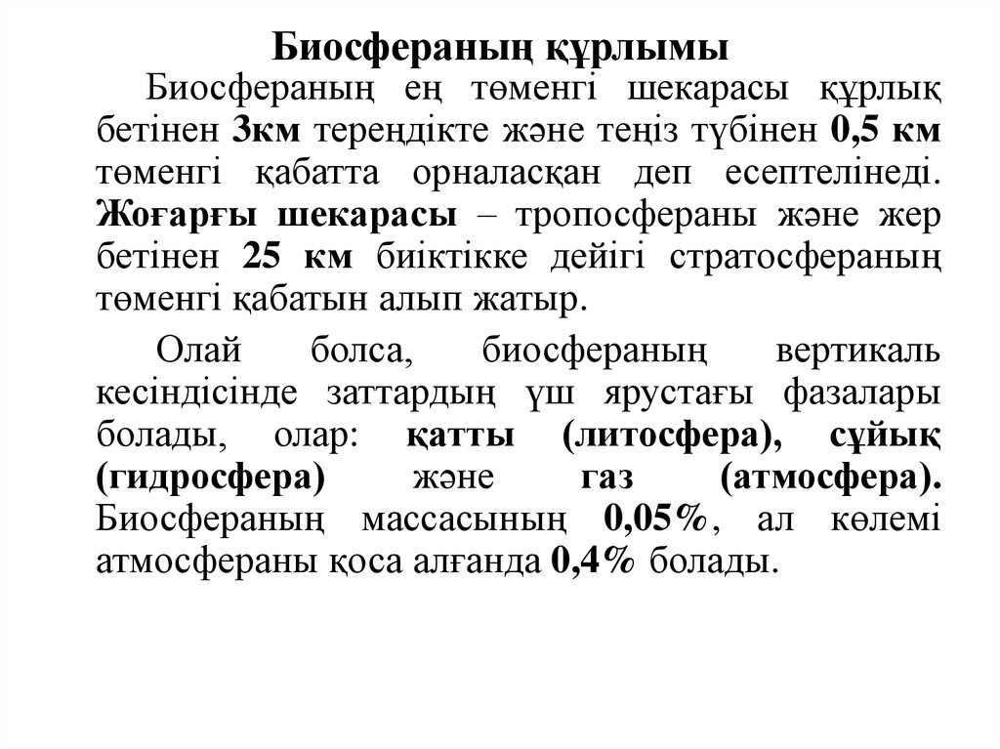 Биосфераның құрлымы
Биосфераның ең төменгі шекарасы құрлық
бетінен 3км тереңдікте және теңіз түбінен 0,5 км
төменгі қабатта орналасқан деп есептелінеді.
Жоғарғы шекарасы – тропосфераны және жер
бетінен 25 км биіктікке дейігі стратосфераның
төменгі қабатын алып жатыр.
Олай болса, биосфераның вертикаль
кесіндісінде заттардың үш ярустағы фазалары
болады, олар: қатты (литосфера), сұйық
(гидросфера) және газ (атмосфера).
Биосфераның массасының 0,05%, ал көлемі
атмосфераны қоса алғанда 0,4% болады.